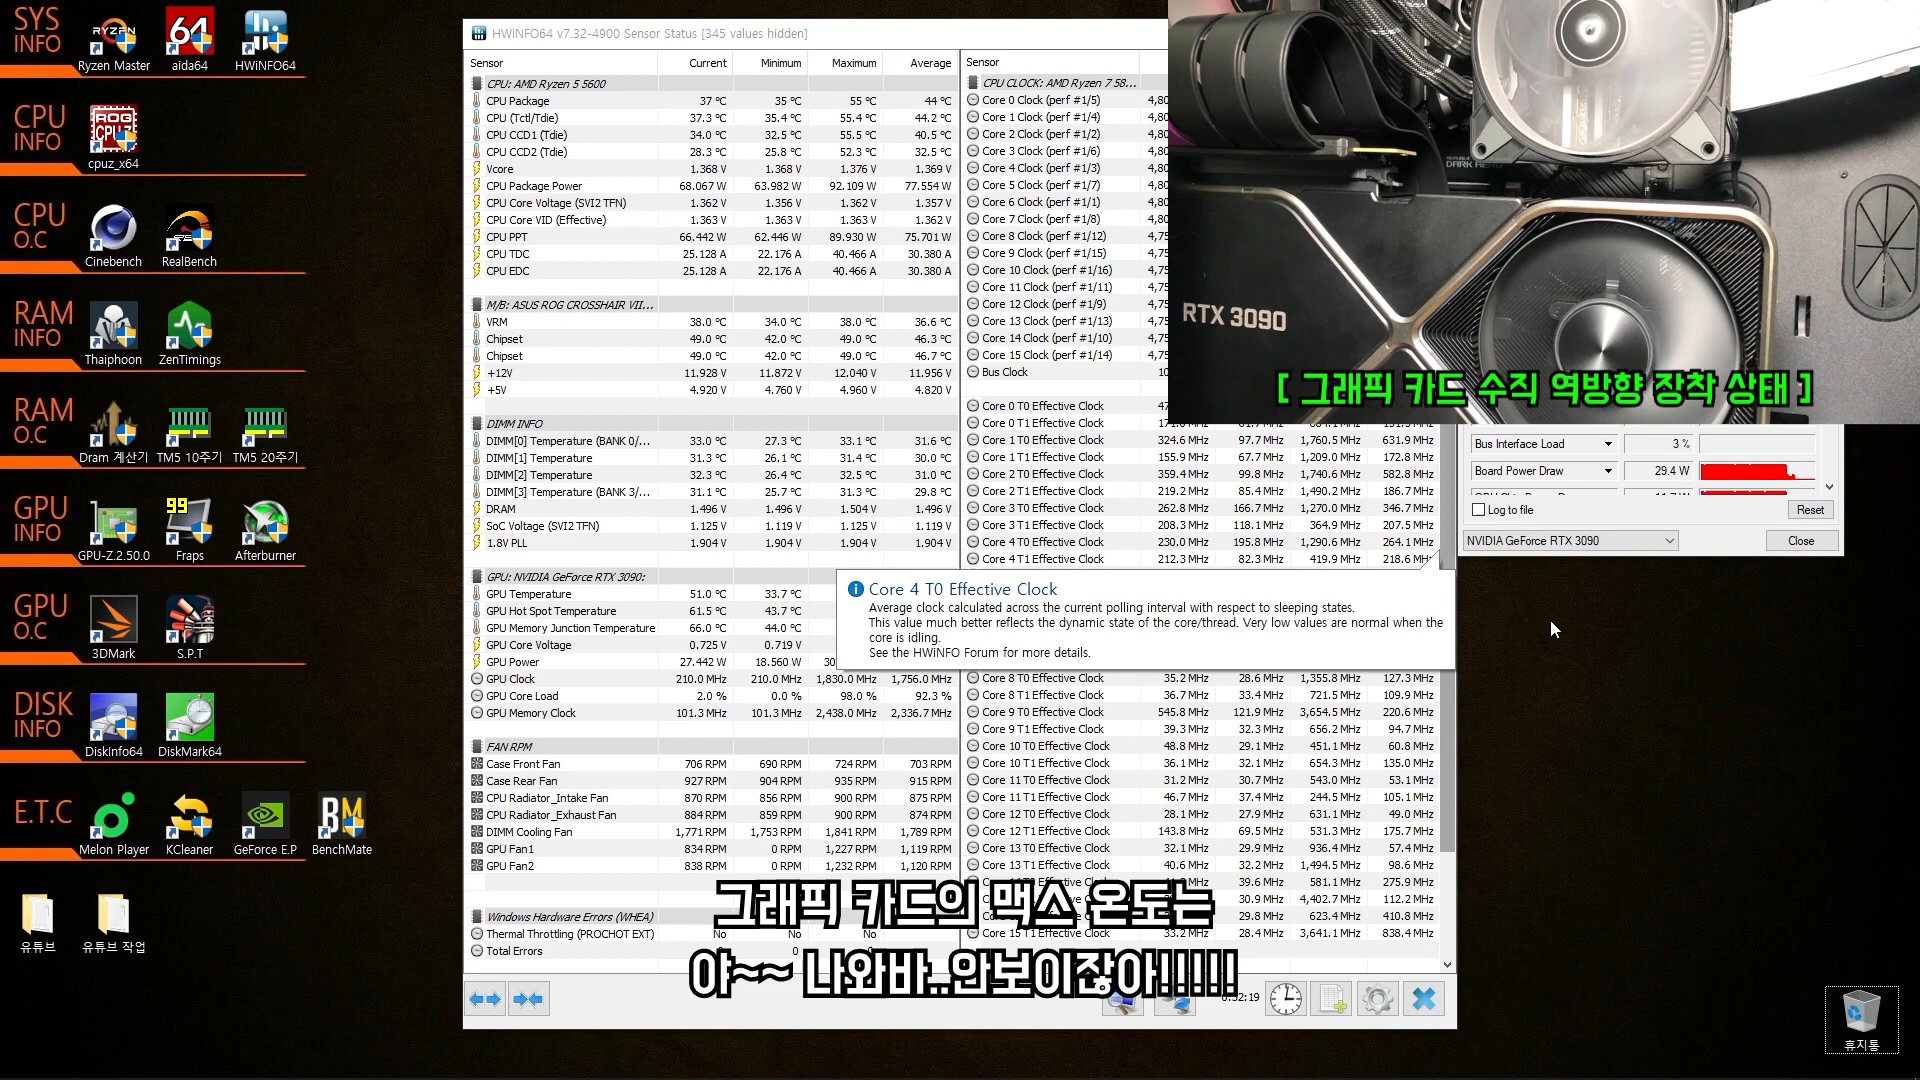 SYS
INFO
Ryzen Master
aida64
HWiNFO64
CPU
INFO
cpuz_x64
CPU
O.C
Cinebench
RealBench
RAM
INFO
Thaiphoon
ZenTimings
RAM
O.C
Dram 계산기
TM5 10주기
TM5 20주기
GPU
INFO
GPU-Z.2.50.0
Fraps
Afterburner
GPU
O.C
3DMark
S.P.T
DISK
INFO
DiskInfo64
DiskMark64
E.T.C
Melon Player
KCleaner
GeForce E.P
BenchMate
유튜브
유튜브 작업
HWiNFO64 v7.32-4900 Sensor Status [345 values hidden]
Sensor Current Minimum Maximum Average
CPU: AMD Ryzen 5 5600
CPU Package 37 °C 35 °C 55 °C 44 °C
CPU (Tctl/Tdie) 37.3 °C 35.4 °C 55.4 °C 44.2 °C
CPU CCD1 (Tdie) 34.0 °C 32.5 °C 55.5 °C 40.5 °C
CPU CCD2 (Tdie) 28.3 °C 25.8 °C 52.3 °C 32.5 °C
Vcore 1.368 V 1.368 V 1.376 V 1.369 V
CPU Package Power 68.067 W 63.982 W 92.109 W 77.554 W
CPU Core Voltage (SVI2 TFN) 1.362 V 1.356 V 1.362 V 1.357 V
CPU Core VID (Effective) 1.363 V 1.363 V 1.363 V 1.362 V
CPU PPT 66.442 W 62.446 W 89.930 W 75.701 W
CPU TDC 25.128 A 22.176 A 40.466 A 30.380 A
CPU EDC 25.128 A 22.176 A 40.466 A 30.380 A
M/B: ASUS ROG CROSSHAIR VII...
VRM 38.0 °C 34.0 °C 38.0 °C 36.6 °C
Chipset 49.0 °C 42.0 °C 49.0 °C 46.3 °C
Chipset 49.0 °C 42.0 °C 49.0 °C 46.7 °C
+12V 11.928 V 11.872 V 12.040 V 11.956 V
+5V 4.920 V 4.760 V 4.960 V 4.820 V
DIMM INFO
DIMM[0] Temperature (BANK 0/... 33.0 °C 27.3 °C 33.1 °C 31.6 °C
DIMM[1] Temperature 31.3 °C 26.1 °C 31.4 °C 30.0 °C
DIMM[2] Temperature 32.3 °C 26.4 °C 32.5 °C 31.0 °C
DIMM[3] Temperature (BANK 3/... 31.1 °C 25.7 °C 31.3 °C 29.8 °C
DRAM 1.496 V 1.496 V 1.504 V 1.496 V
SoC Voltage (SVI2 TFN) 1.125 V 1.119 V 1.125 V 1.119 V
1.8V PLL 1.904 V 1.904 V 1.904 V 1.904 V
GPU: NVIDIA GeForce RTX 3090:
GPU Temperature 51.0 °C 33.7 °C
GPU Hot Spot Temperature 61.5 °C 43.7 °C
GPU Memory Junction Temperature 66.0 °C 44.0 °C
GPU Core Voltage 0.725 V 0.719 V
GPU Power 27.442 W 18.560 W 30
GPU Clock 210.0 MHz 210.0 MHz 1,830.0 MHz 1,756.0 MHz
GPU Core Load 2.0 % 0.0 % 98.0 % 92.3 %
GPU Memory Clock 101.3 MHz 101.3 MHz 2,438.0 MHz 2,336.7 MHz
FAN RPM
Case Front Fan 706 RPM 690 RPM 724 RPM 703 RPM
Case Rear Fan 927 RPM 904 RPM 935 RPM 915 RPM
CPU Radiator_Intake Fan 870 RPM 856 RPM 900 RPM 875 RPM
CPU Radiator_Exhaust Fan 884 RPM 859 RPM 900 RPM 874 RPM
DIMM Cooling Fan 1,771 RPM 1,753 RPM 1,841 RPM 1,789 RPM
GPU Fan1 834 RPM 0 RPM 1,227 RPM 1,119 RPM
GPU Fan2 838 RPM 0 RPM 1,232 RPM 1,120 RPM
Windows Hardware Errors (WHEA)
Thermal Throttling (PROCHOT EXT) No No No
Total Errors 0
Sensor
CPU CLOCK: AMD Ryzen 7 58...
Core 0 Clock (perf #1/5) 4,80
Core 1 Clock (perf #1/4) 4,80
Core 2 Clock (perf #1/2) 4,80
Core 3 Clock (perf #1/6) 4,80
Core 4 Clock (perf #1/3) 4,80
Core 5 Clock (perf #1/7) 4,80
Core 6 Clock (perf #1/1) 4,80
Core 7 Clock (perf #1/8) 4,80
Core 8 Clock (perf #1/12) 4,75
Core 9 Clock (perf #1/15) 4,75
Core 10 Clock (perf #1/16) 4,75
Core 11 Clock (perf #1/11) 4,75
Core 12 Clock (perf #1/9) 4,75
Core 13 Clock (perf #1/13) 4,75
Core 14 Clock (perf #1/10) 4,75
Core 15 Clock (perf #1/14) 4,75
Bus Clock 10
Core 0 T0 Effective Clock 47
Core 0 T1 Effective Clock
Core 1 T0 Effective Clock 324.6 MHz 97.7 MHz 1,760.5 MHz 631.9 MHz
Core 1 T1 Effective Clock 155.9 MHz 67.7 MHz 1,209.0 MHz 172.8 MHz
Core 2 T0 Effective Clock 359.4 MHz 99.8 MHz 1,740.6 MHz 582.8 MHz
Core 2 T1 Effective Clock 219.2 MHz 85.4 MHz 1,490.2 MHz 186.7 MHz
Core 3 T0 Effective Clock 262.8 MHz 166.7 MHz 1,270.0 MHz 346.7 MHz
Core 3 T1 Effective Clock 208.3 MHz 118.1 MHz 364.9 MHz 207.5 MHz
Core 4 T0 Effective Clock 230.0 MHz 195.8 MHz 1,290.6 MHz 264.1 MHz
Core 4 T1 Effective Clock 212.3 MHz 82.3 MHz 419.9 MHz 218.6 MHz
Core 4 T0 Effective Clock
Average clock calculated across the current polling interval with respect to sleeping states.
This value much better reflects the dynamic state of the core/thread. Very low values are normal when the
core is idling.
See the HWiNFO Forum for more details.
Core 8 T0 Effective Clock 35.2 MHz 28.6 MHz 1,355.8 MHz 127.3 MHz
Core 8 T1 Effective Clock 36.7 MHz 33.4 MHz 721.5 MHz 109.9 MHz
Core 9 T0 Effective Clock 545.8 MHz 121.9 MHz 3,654.5 MHz 220.6 MHz
Core 9 T1 Effective Clock 39.3 MHz 32.3 MHz 656.2 MHz 94.7 MHz
Core 10 T0 Effective Clock 48.8 MHz 29.1 MHz 451.1 MHz 60.8 MHz
Core 10 T1 Effective Clock 36.1 MHz 32.1 MHz 654.3 MHz 135.0 MHz
Core 11 T0 Effective Clock 31.2 MHz 30.7 MHz 543.0 MHz 53.1 MHz
Core 11 T1 Effective Clock 46.7 MHz 37.4 MHz 244.5 MHz 105.1 MHz
Core 12 T0 Effective Clock 28.1 MHz 27.9 MHz 631.1 MHz 49.0 MHz
Core 12 T1 Effective Clock 143.8 MHz 69.5 MHz 531.3 MHz 175.7 MHz
Core 13 T0 Effective Clock 32.1 MHz 29.9 MHz 936.4 MHz 57.4 MHz
Core 13 T1 Effective Clock 40.6 MHz 32.2 MHz 1,494.5 MHz 98.6 MHz
39.6 MHz 581.1 MHz 275.9 MHz
30.9 MHz 4,402.7 MHz 112.2 MHz
29.8 MHz 623.4 MHz 410.8 MHz
Core 15 T1 Effective Clock 33.2 MHz 28.4 MHz 3,641.1 MHz 838.4 MHz
DARK HERO
RTX 3090
[ 그래픽 카드 수직 역방향 장착 상태 ]
Bus Interface Load 3 %
Board Power Draw 29.4 W
Log to file
Reset
NVIDIA GeForce RTX 3090
Close
그래픽 카드의 맥스 온도는
야~~ 나와바..안보이잖아!!!!!
휴지통